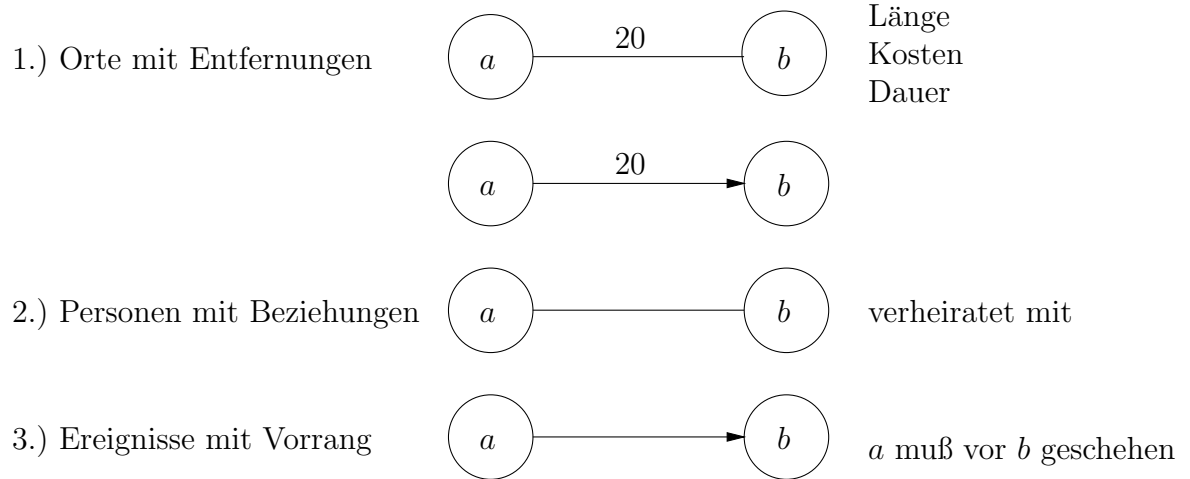 1.) Orte mit Entfernungen
a 20 b
Länge
Kosten
Dauer
a 20 b
2.) Personen mit Beziehungen a b verheiratet mit
3.) Ereignisse mit Vorrang a b a muß vor b geschehen